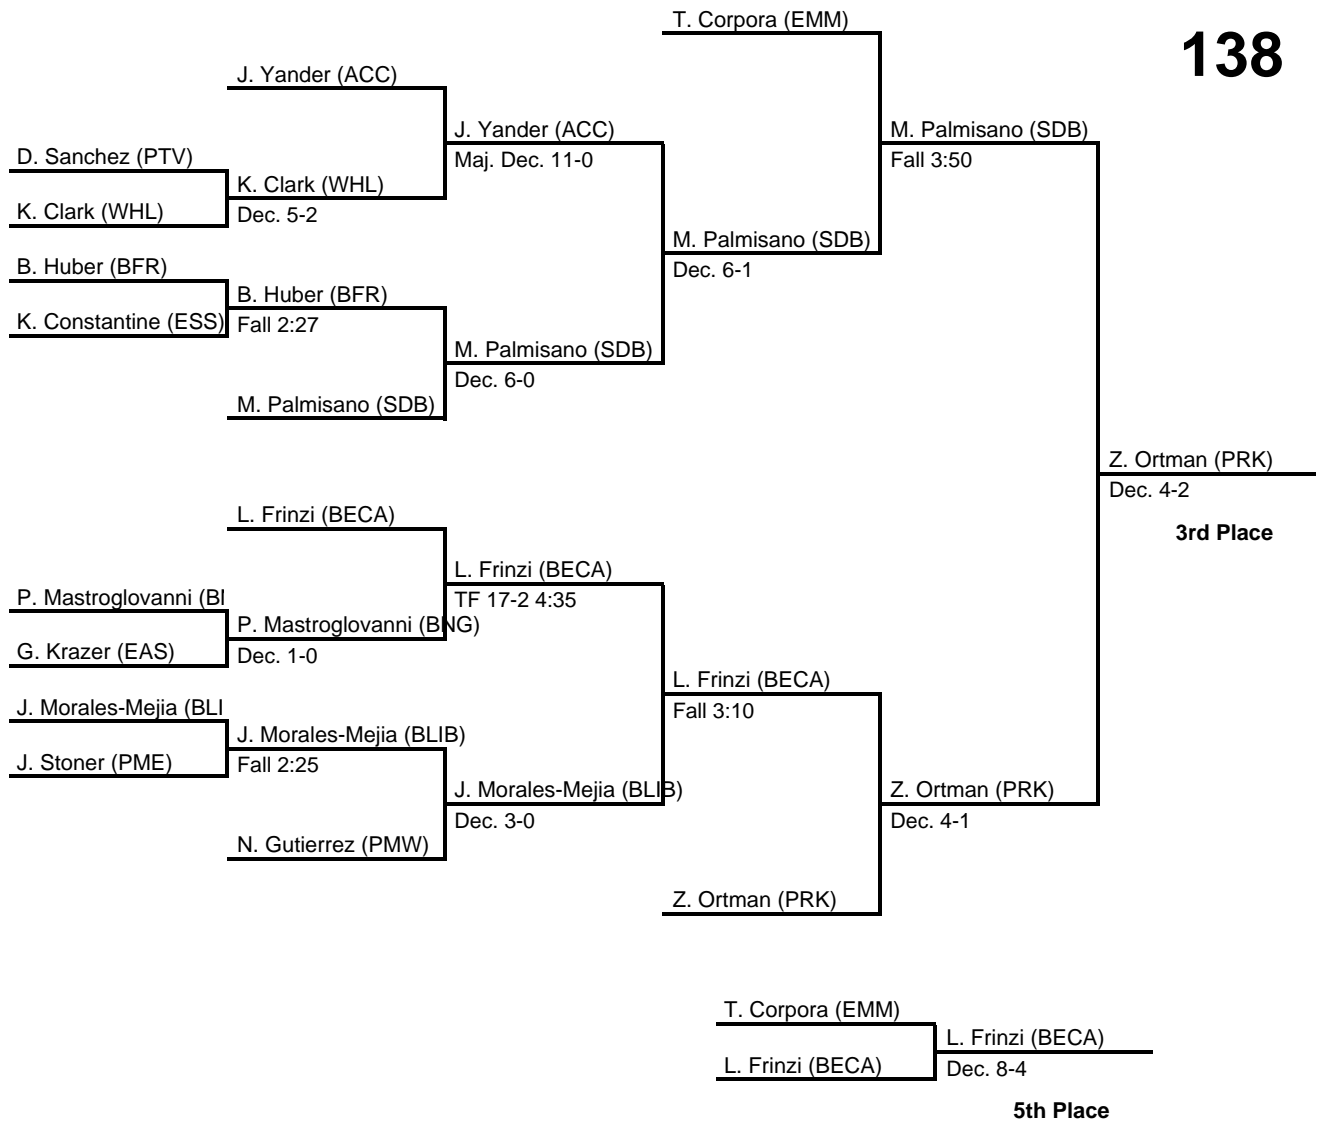 T. Corpora (EMM)
138
J. Yander (ACC)
J. Yander (ACC)
M. Palmisano (SDB)
D. Sanchez (PTV)
Maj. Dec. 11-0
Fall 3:50
K. Clark (WHL)
K. Clark (WHL)
Dec. 5-2
M. Palmisano (SDB)
B. Huber (BFR)
Dec. 6-1
B. Huber (BFR)
K. Constantine (ESS)
Fall 2:27
M. Palmisano (SDB)
Dec. 6-0
M. Palmisano (SDB)
Z. Ortman (PRK)
Dec. 4-2
3rd Place
L. Frinzi (BECA)
L. Frinzi (BECA)
P. Mastroglovanni (BI
TF 17-2 4:35
P. Mastroglovanni (BNG)
G. Krazer (EAS)
Dec. 1-0
L. Frinzi (BECA)
J. Morales-Mejia (BLI
Fall 3:10
J. Morales-Mejia (BLIB)
J. Stoner (PME)
Fall 2:25
J. Morales-Mejia (BLIB)
Z. Ortman (PRK)
Dec. 3-0
Dec. 4-1
N. Gutierrez (PMW)
Z. Ortman (PRK)
T. Corpora (EMM)
L. Frinzi (BECA)
L. Frinzi (BECA)
Dec. 8-4
5th Place